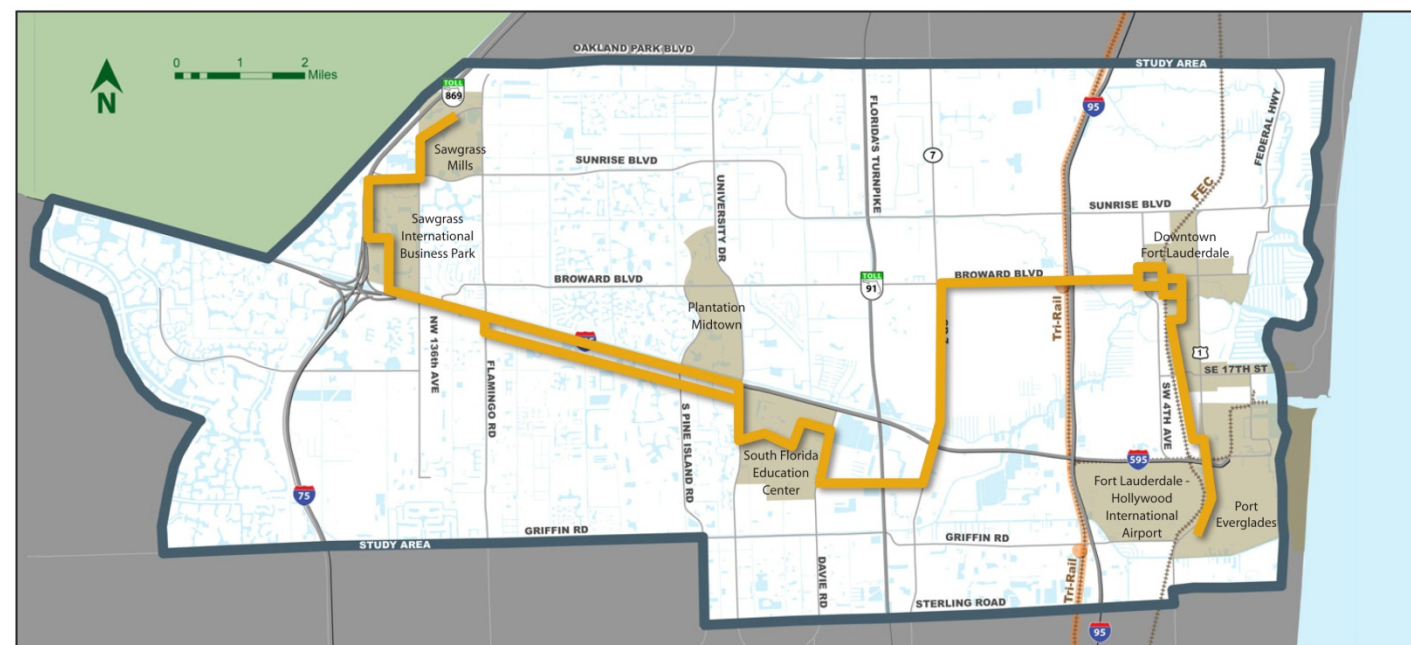 OAKLAND PARK BLVD
STUDY AREA
0 1 2
Miles
N
TOLL
869
95
Sawgrass
Mills
SUNRISE BLVD
7
FLORIDA'S TURNPIKE
UNIVERSITY DR
FEDERAL HWY
FEC
SUNRISE BLVD
Sawgrass
International
Business Park
Downtown
Fort Lauderdale
BROWARD BLVD
TOLL
91
BROWARD BLVD
Plantation
Midtown
Tri-Rail
NW 136th AVE
FLAMINGO RD
1
SE 17TH ST
SW 4TH AVE
S PINE ISLAND RD
South Florida
Education
Center
595
75
Fort Lauderdale -
Hollywood
International
Airport
Port
Everglades
GRIFFIN RD
GRIFFIN RD
STUDY AREA
DAVIE RD
Tri-Rail
STERLING ROAD
95